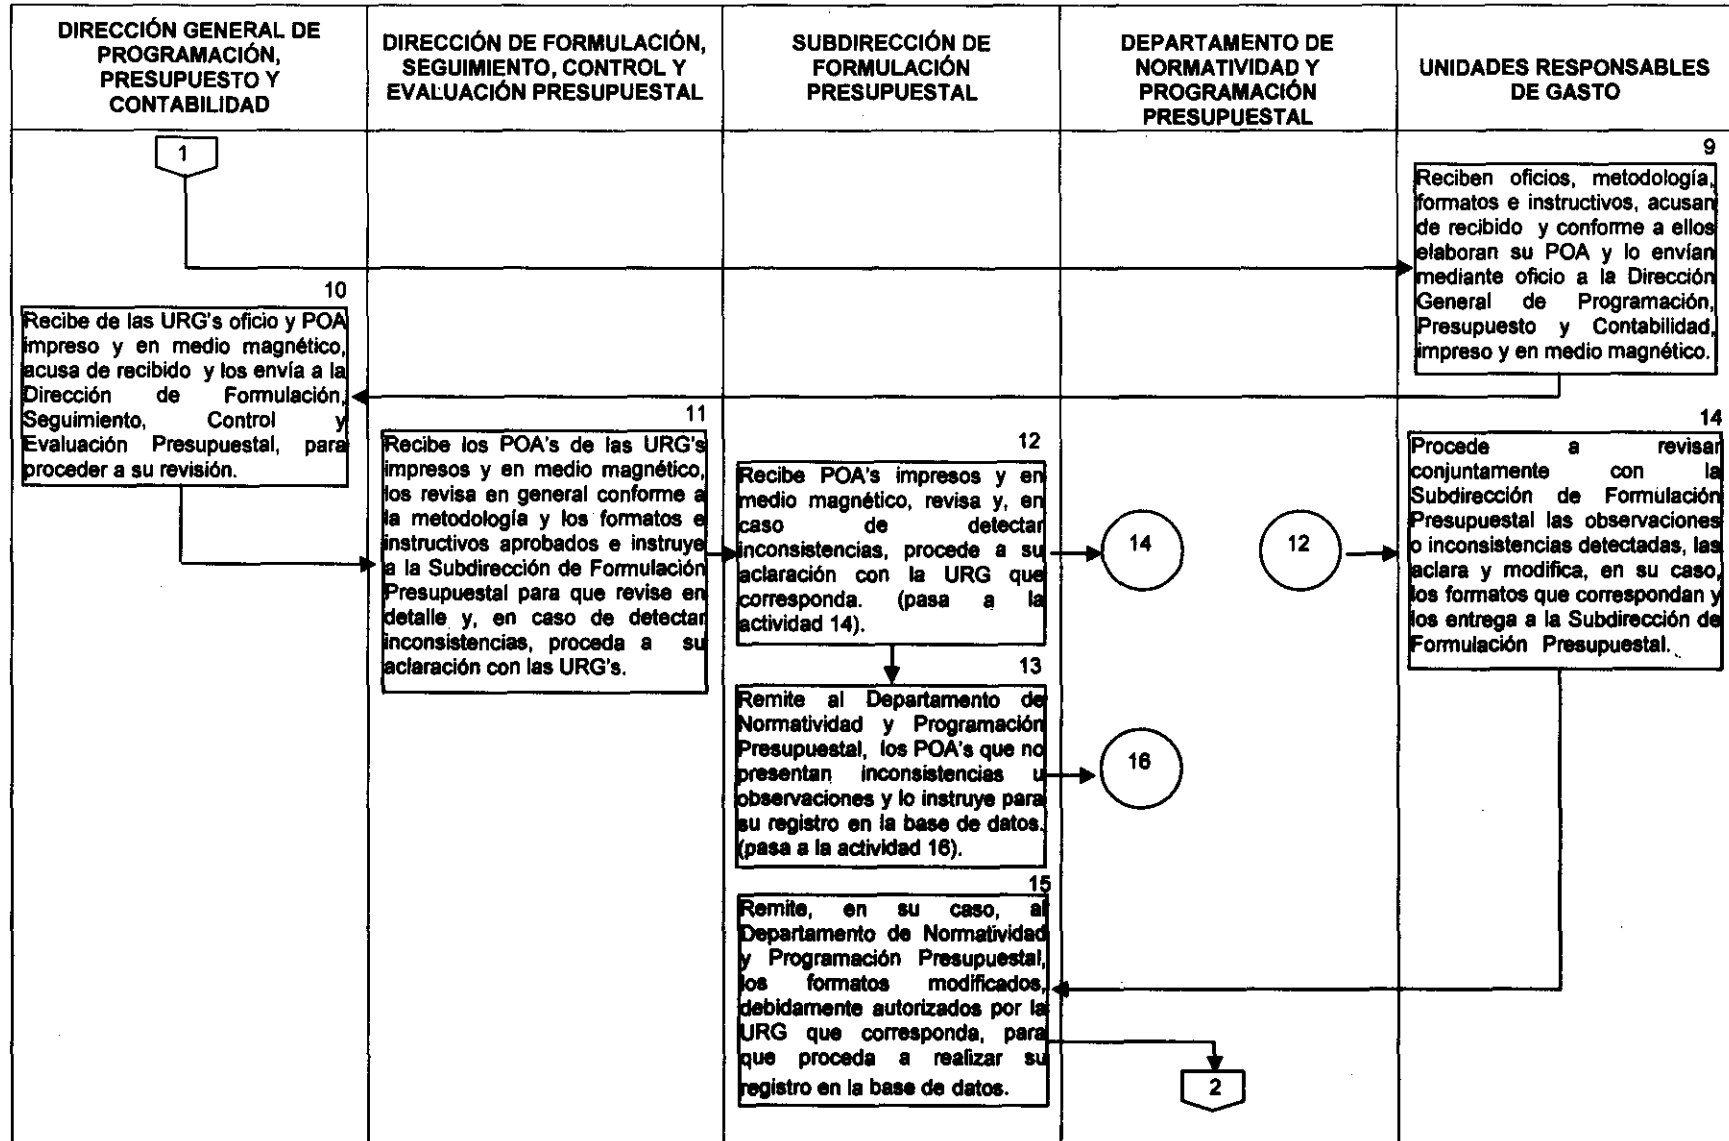 DIRECCIÓN GENERAL DE
PROGRAMACIÓN,
PRESUPUESTO Y
CONTABILIDAD
DIRECCIÓN DE FORMULACIÓN,
SEGUIMIENTO, CONTROL Y
EVALUACIÓN PRESUPUESTAL
SUBDIRECCIÓN DE
FORMULACIÓN
PRESUPUESTAL
DEPARTAMENTO DE
NORMATIVIDAD Y
PROGRAMACIÓN
PRESUPUESTAL
UNIDADES RESPONSABLES
DE GASTO
1
9
Reciben oficios, metodología,
formatos e instructivos, acusan
de recibido y conforme a ellos
elaboran su POA y lo envían
mediante oficio a la Dirección
General de Programación,
Presupuesto y Contabilidad,
impreso y en medio magnético.
10
Recibe de las URG's oficio y POA
impreso y en medio magnético,
acusa de recibido y los envía a la
Dirección de Formulación,
Seguimiento, Control y
Evaluación Presupuestal, para
proceder a su revisión.
11
Recibe los POA's de las URG's
impresos y en medio magnético,
los revisa en general conforme a
la metodología y los formatos e
instructivos aprobados e instruye
a la Subdirección de Formulación
Presupuestal para que revise en
detalle y, en caso de detectar
inconsistencias, proceda a su
aclaración con las URG's.
12
Recibe POA's impresos y en
medio magnético, revisa y, en
caso de detectar
inconsistencias, procede a su
aclaración con la URG que
corresponda. (pasa a la
actividad 14).
14
12
14
Procede a revisar
conjuntamente con la
Subdirección de Formulación
Presupuestal las observaciones
o inconsistencias detectadas, las
aclara y modifica, en su caso,
los formatos que correspondan y
los entrega a la Subdirección de
Formulación Presupuestal.
13
Remite al Departamento de
Normatividad y Programación
Presupuestal, los POA's que no
presentan inconsistencias u
observaciones y lo instruye para
su registro en la base de datos.
(pasa a la actividad 16).
16
15
Remite, en su caso, al
Departamento de Normatividad
y Programación Presupuestal,
los formatos modificados,
debidamente autorizados por la
URG que corresponda, para
que proceda a realizar su
registro en la base de datos.
2